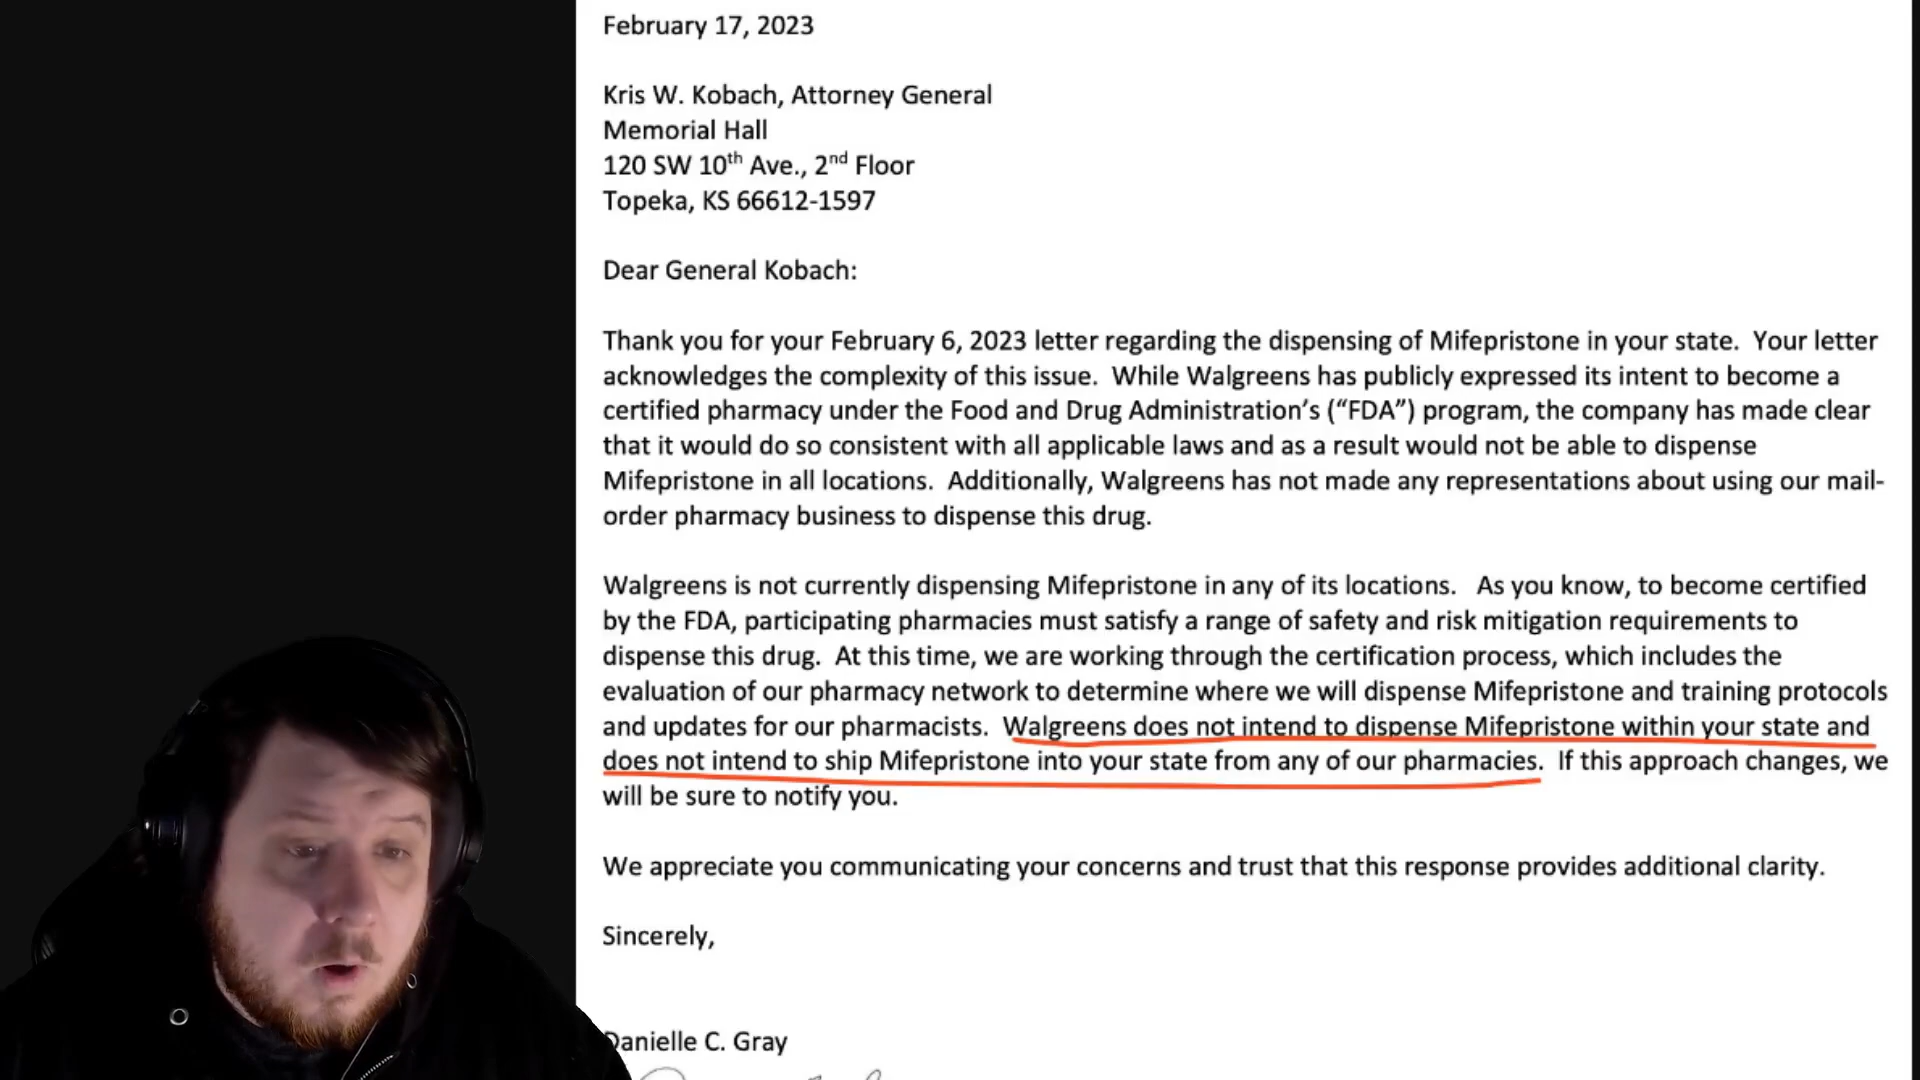 February 17, 2023
Kris W. Kobach, Attorney General
Memorial Hall
120 SW 10th Ave., 2nd Floor
Topeka, KS 66612-1597
Dear General Kobach:
Thank you for your February 6, 2023 letter regarding the dispensing of Mifepristone in your state.  Your letter
acknowledges the complexity of this issue.  While Walgreens has publicly expressed its intent to become a
certified pharmacy under the Food and Drug Administration’s (“FDA”) program, the company has made clear
that it would do so consistent with all applicable laws and as a result would not be able to dispense
Mifepristone in all locations.  Additionally, Walgreens has not made any representations about using our mail-
order pharmacy business to dispense this drug.
Walgreens is not currently dispensing Mifepristone in any of its locations.   As you know, to become certified
by the FDA, participating pharmacies must satisfy a range of safety and risk mitigation requirements to
dispense this drug.  At this time, we are working through the certification process, which includes the
evaluation of our pharmacy network to determine where we will dispense Mifepristone and training protocols
and updates for our pharmacists.  Walgreens does not intend to dispense Mifepristone within your state and
does not intend to ship Mifepristone into your state from any of our pharmacies.  If this approach changes, we
will be sure to notify you.
We appreciate you communicating your concerns and trust that this response provides additional clarity.
Sincerely,
Danielle C. Gray